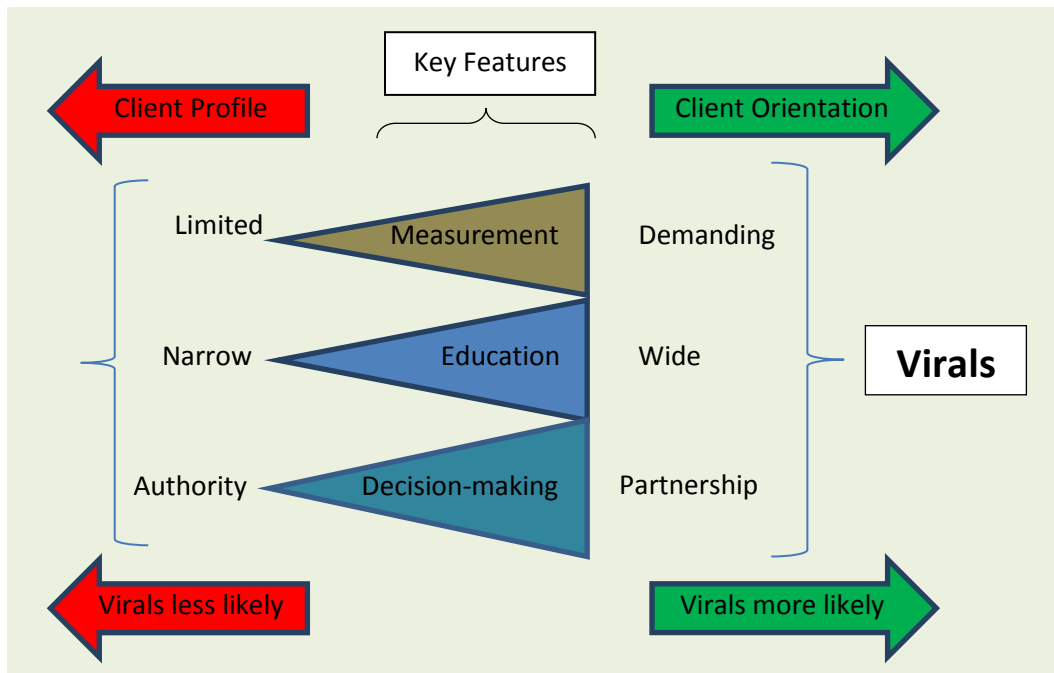 Key Features
Client Profile
Client Orientation
Limited
Measurement
Demanding
Narrow
Education
Wide
Virals
Authority
Decision-making
Partnership
Virals less likely
Virals more likely